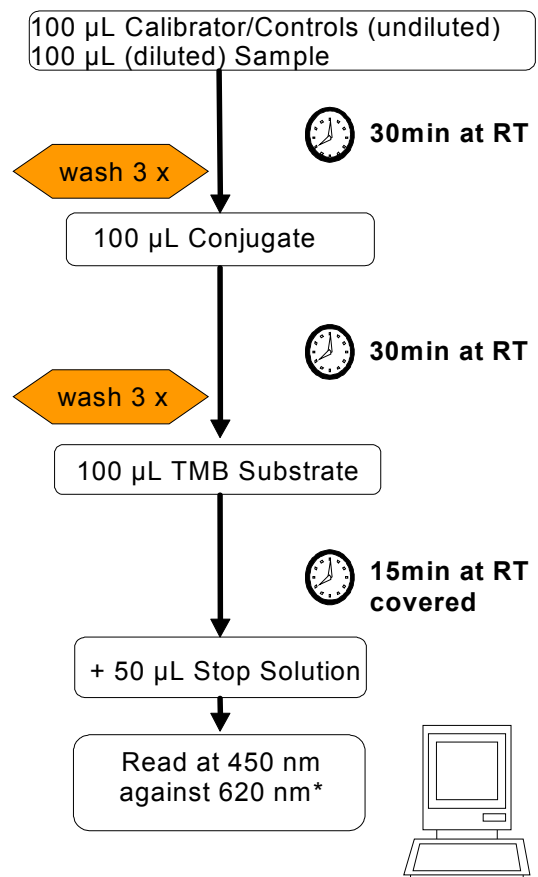 100 µL Calibrator/Controls (undiluted)
100 µL (diluted) Sample
30min at RT
wash 3 x
100 µL Conjugate
30min at RT
wash 3 x
100 µL TMB Substrate
15min at RT
covered
+ 50 µL Stop Solution
Read at 450 nm
against 620 nm*